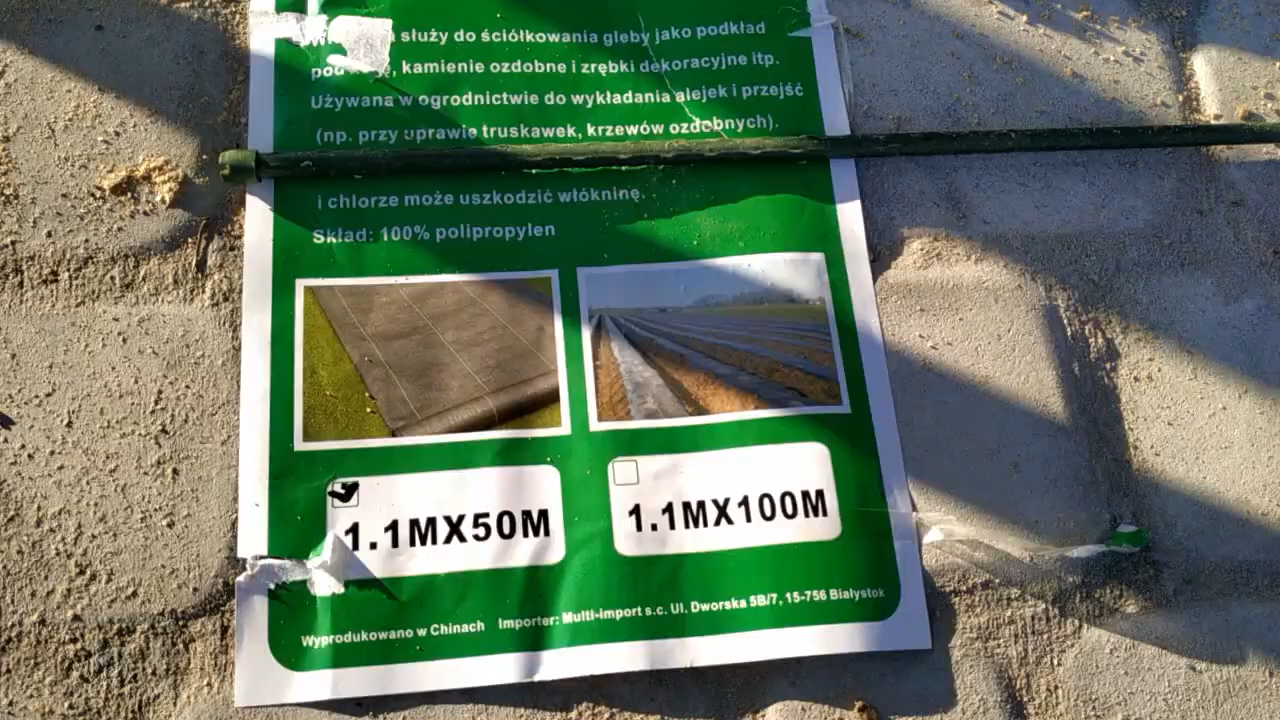 służy do ściółkowania gleby jako podkład
pod, kamienie ozdobne i zrębki dekoracyjne itp.
Używana w ogrodnictwie do wykładania alejek i przejść
(np. przy uprawie truskawek, krzewów ozdobnych).
i chlorze może uszkodzić włókninę.
Skład: 100% polipropylen
1.1MX50M
1.1MX100M
Wyprodukowano w Chinach Importer: Multi-import s.c. Ul. Dworska 5B/7, 15-756 Białystok